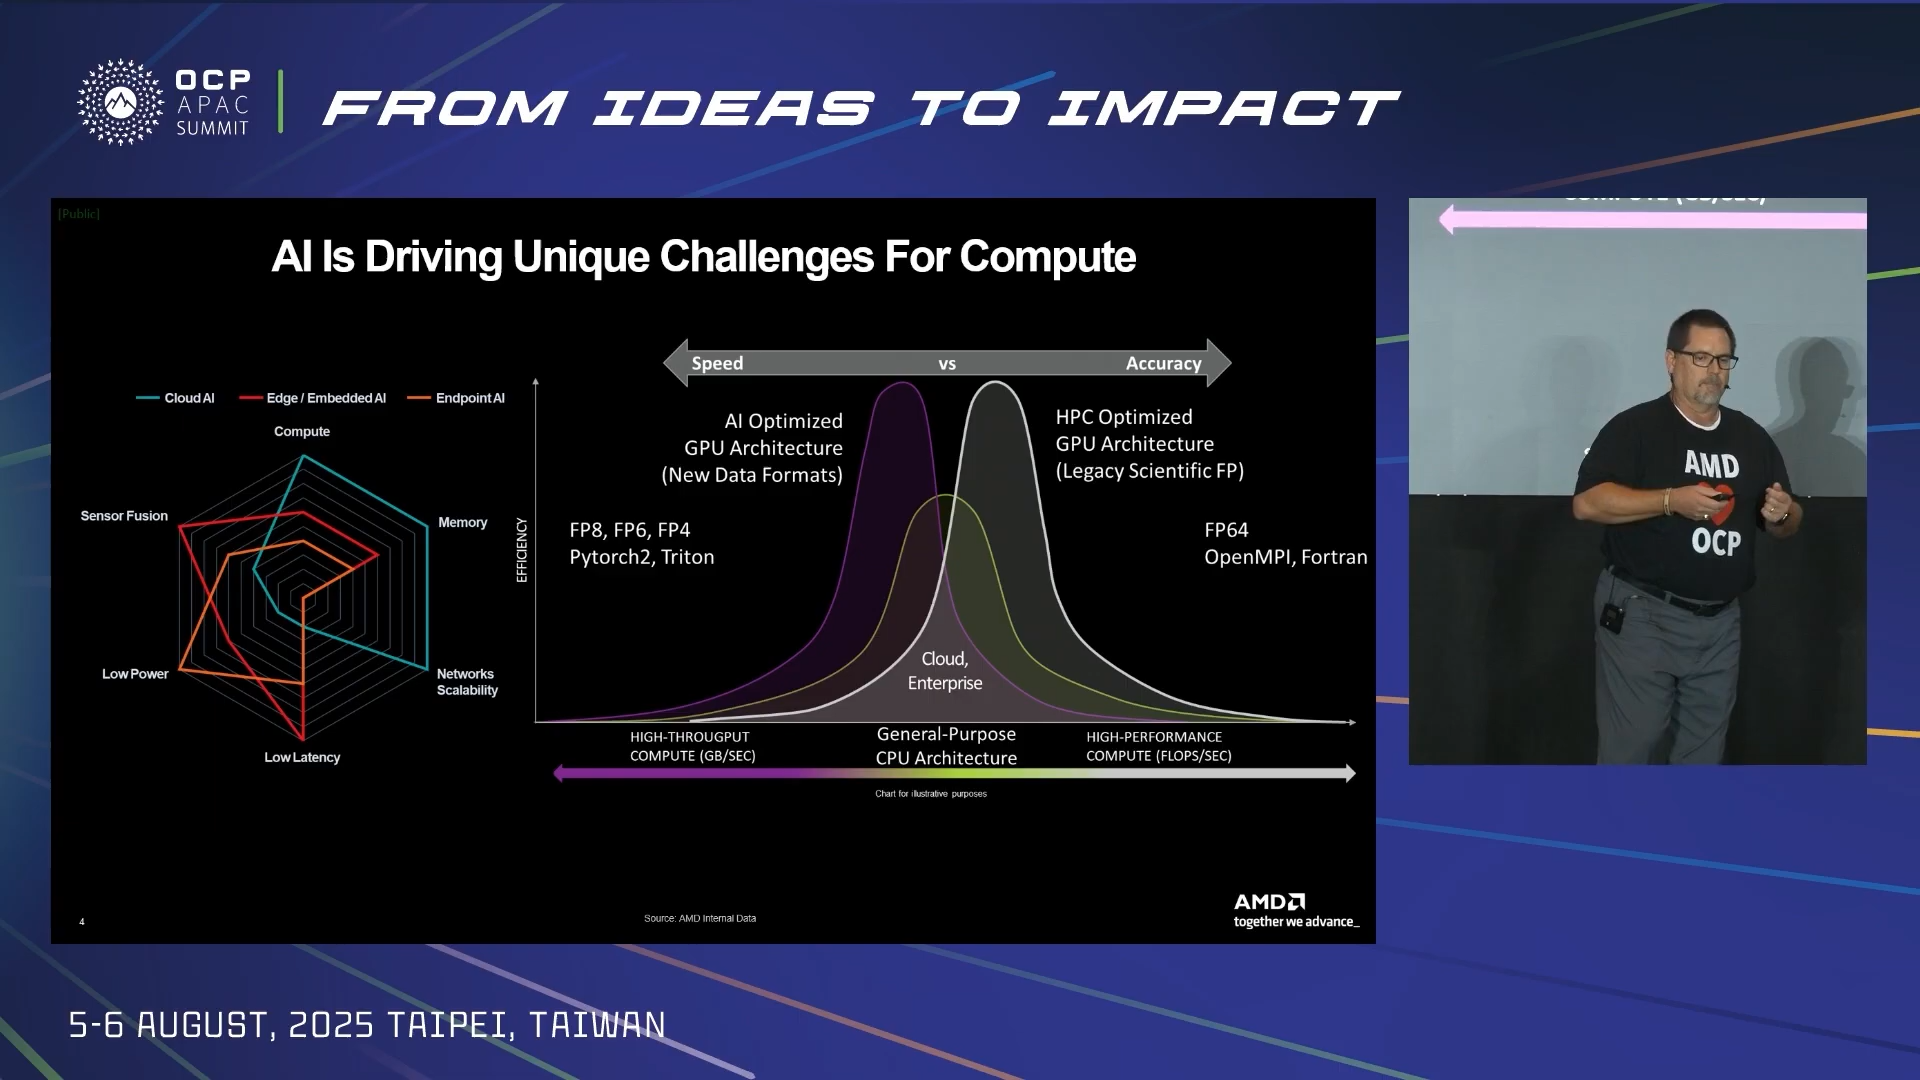 OCP
APAC
SUMMIT
FROM IDEAS TO IMPACT
[Public]
AI Is Driving Unique Challenges For Compute
Speed vs Accuracy
Cloud AI Edge / Embedded AI Endpoint AI
Compute
Sensor Fusion
Memory
Low Power
Networks
Scalability
Low Latency
EFFICIENCY
AI Optimized
GPU Architecture
(New Data Formats)
HPC Optimized
GPU Architecture
(Legacy Scientific FP)
FP8, FP6, FP4
Pytorch2, Triton
FP64
OpenMPI, Fortran
Cloud,
Enterprise
HIGH-THROUGPUT
COMPUTE (GB/SEC)
General-Purpose
CPU Architecture
HIGH-PERFORMANCE
COMPUTE (FLOPS/SEC)
Chart for illustrative purposes
4
Source: AMD Internal Data
AMD
together we advance_
COMPUTE (GB/SEC)
AMD
OCP
5-6 AUGUST, 2025 TAIPEI, TAIWAN